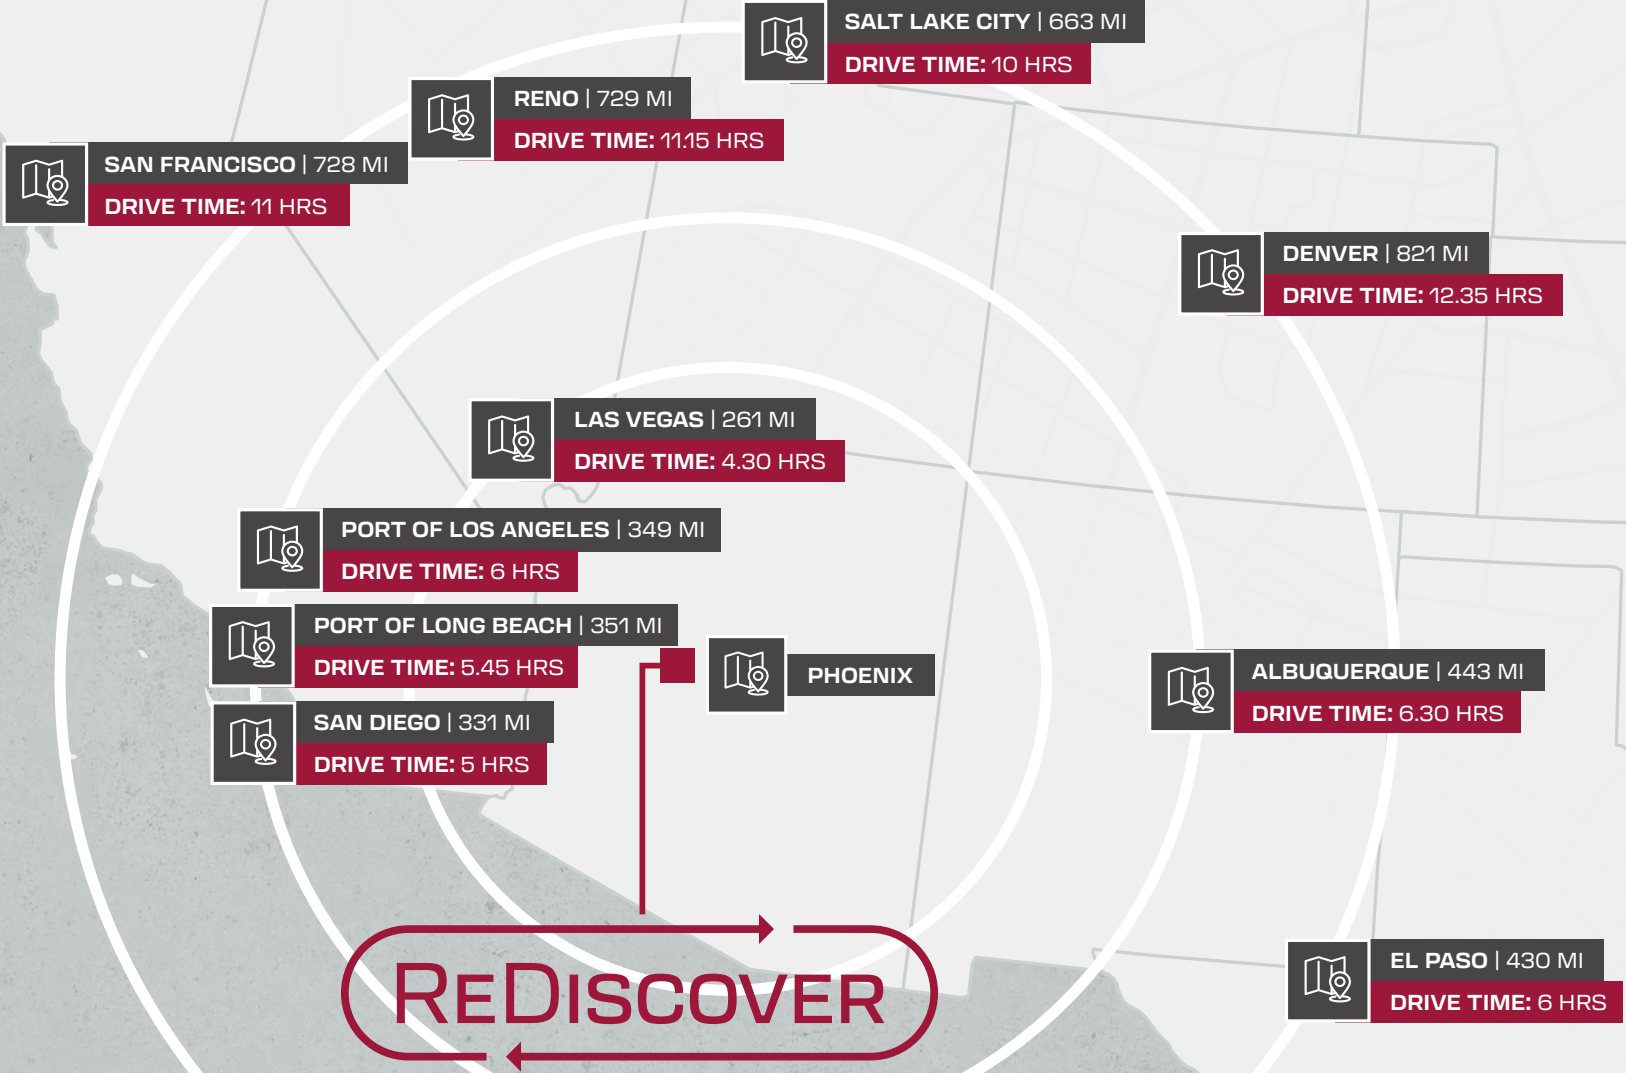 SALT LAKE CITY | 663 MI
DRIVE TIME: 10 HRS
RENO | 729 MI
DRIVE TIME: 11.15 HRS
SAN FRANCISCO | 728 MI
DRIVE TIME: 11 HRS
DENVER | 821 MI
DRIVE TIME: 12.35 HRS
LAS VEGAS | 261 MI
DRIVE TIME: 4.30 HRS
PORT OF LOS ANGELES | 349 MI
DRIVE TIME: 6 HRS
PORT OF LONG BEACH | 351 MI
DRIVE TIME: 5.45 HRS
PHOENIX
ALBUQUERQUE | 443 MI
DRIVE TIME: 6.30 HRS
SAN DIEGO | 331 MI
DRIVE TIME: 5 HRS
EL PASO | 430 MI
DRIVE TIME: 6 HRS
REDISCOVER